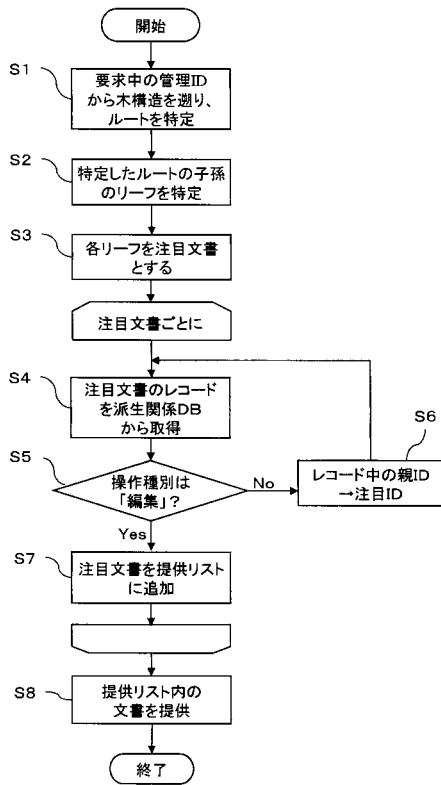 開始
S1
要求中の管理ID
から木構造を遡り、
ルートを特定
S2
特定したルートの子孫
のリーフを特定
S3
各リーフを注目文書
とする
注目文書ごとに
S4
注目文書のレコード
を派生関係DB
から取得
S6
レコード中の親ID
→注目ID
S5
操作種別は
「編集」?
No
Yes
S7
注目文書を提供リスト
に追加
S8
提供リスト内の
文書を提供
終了